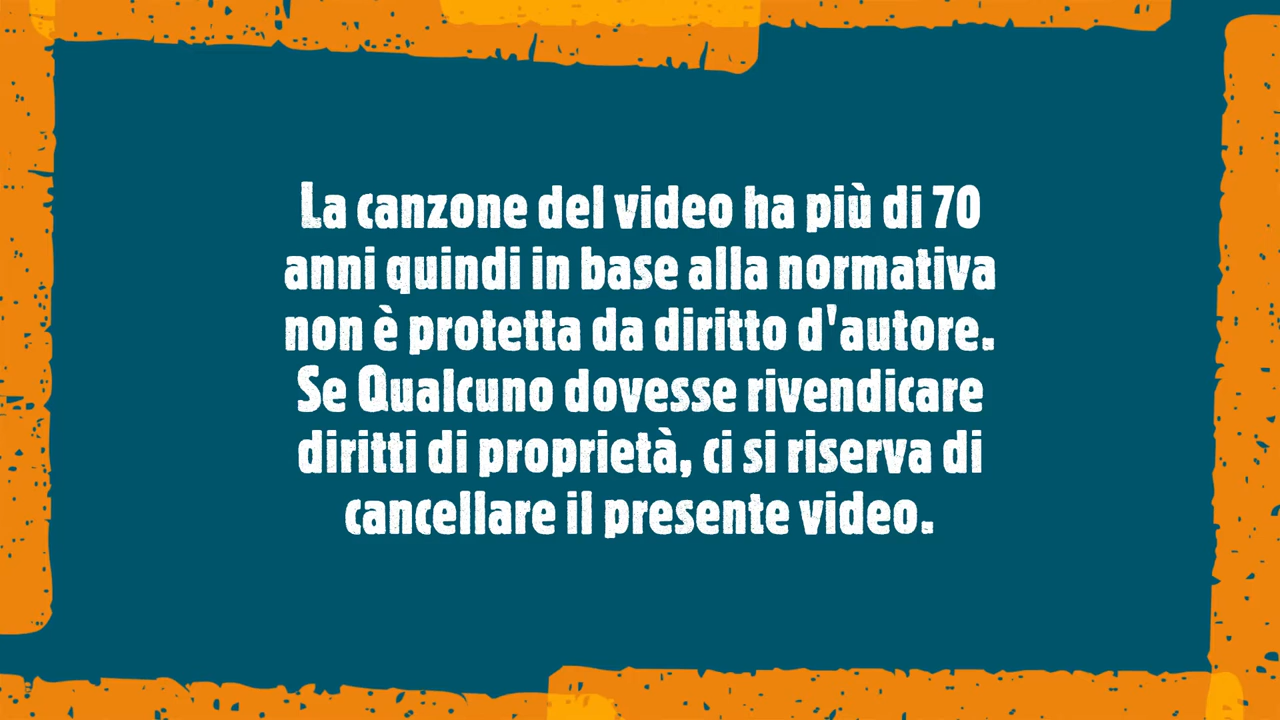 La canzone del video ha più di 70
anni quindi in base alla normativa
non è protetta da diritto d'autore.
Se Qualcuno dovesse rivendicare
diritti di proprietà, ci si riserva di
cancellare il presente video.